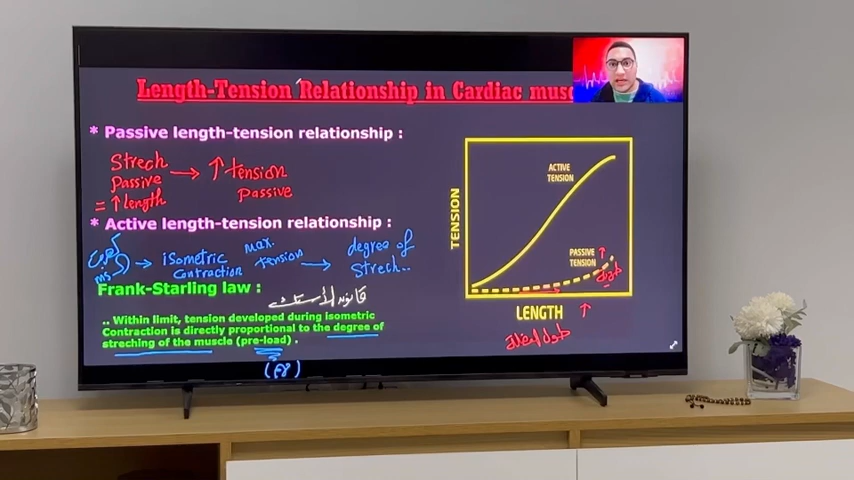 Length-Tension Relationship in Cardiac musc
* Passive length-tension relationship :
Strech
passive → ↑ tension
= ↑ length passive
* Active length-tension relationship :
→ isometric Contraction max. tension → degree of Strech..
Frank-Starling law :
.. Within limit, tension developed during isometric
Contraction is directly proportional to the degree of
streching of the muscle (pre-load) .
TENSION
ACTIVE
TENSION
PASSIVE ↑
TENSION
LENGTH ↑